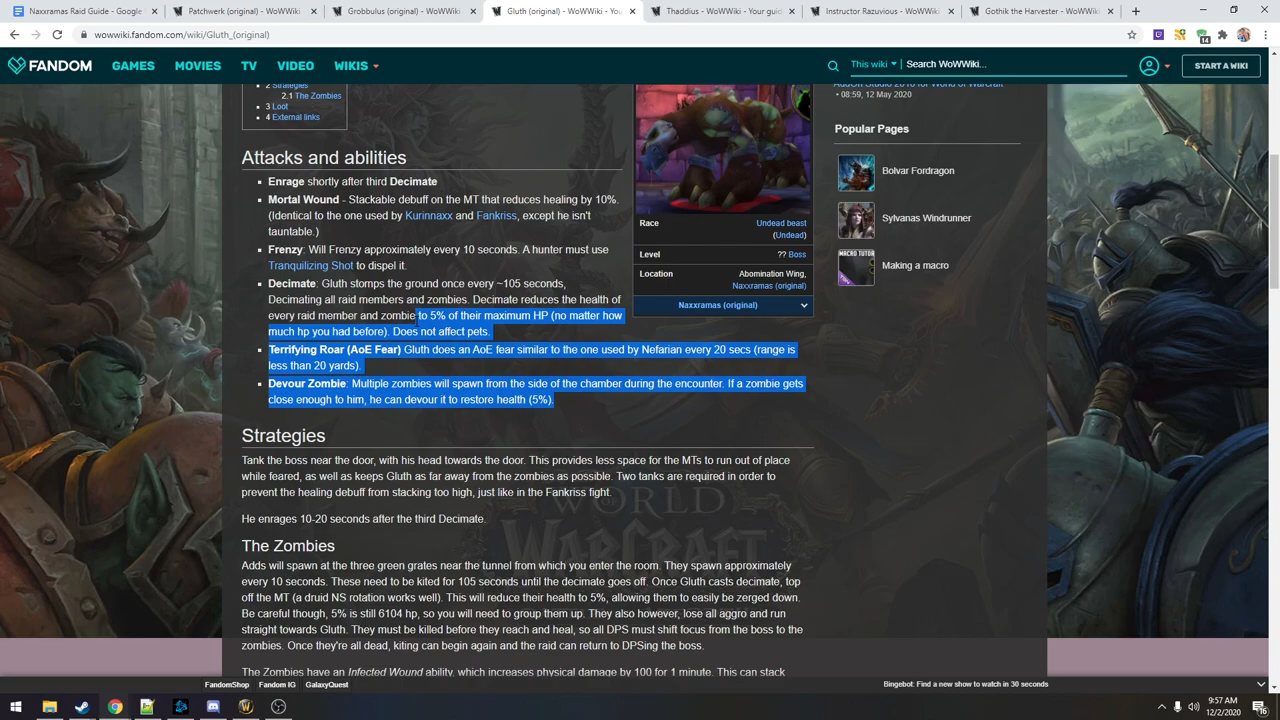 Naxxramas Raid Guide - Google
Patchwerk (original) - WoWWiki
Grobbulus (original) - WoWWiki
Gluth (original) - WoWWiki - You
Thaddius - WoWWiki - Your guid
Instructor Razuvious - WoWWiki
Gothik the Harvester - WoWWiki
wowwiki.fandom.com/wiki/Gluth_(original)
14
FANDOM
GAMES
MOVIES
TV
VIDEO
WIKIS
This wiki
Search WoWWiki...
START A WIKI
2 Strategies
2.1 The Zombies
3 Loot
4 External links
AddOn Studio 2010 for World of Warcraft
• 08:59, 12 May 2020
Popular Pages
Bolvar Fordragon
Sylvanas Windrunner
MACRO TUTOR
Making a macro
Attacks and abilities
Enrage shortly after third Decimate
Mortal Wound - Stackable debuff on the MT that reduces healing by 10%.
(Identical to the one used by Kurinnaxx and Fankriss, except he isn't
tauntable.)
Frenzy: Will Frenzy approximately every 10 seconds. A hunter must use
Tranquilizing Shot to dispel it.
Decimate: Gluth stomps the ground once every ~105 seconds,
Decimating all raid members and zombies. Decimate reduces the health of
every raid member and zombie to 5% of their maximum HP (no matter how
much hp you had before). Does not affect pets.
Terrifying Roar (AoE Fear) Gluth does an AoE fear similar to the one used by Nefarian every 20 secs (range is
less than 20 yards).
Devour Zombie: Multiple zombies will spawn from the side of the chamber during the encounter. If a zombie gets
close enough to him, he can devour it to restore health (5%).
Race
Undead beast
(Undead)
Level
?? Boss
Location
Abomination Wing,
Naxxramas (original)
Naxxramas (original)
Strategies
Tank the boss near the door, with his head towards the door. This provides less space for the MTs to run out of place
while feared, as well as keeps Gluth as far away from the zombies as possible. Two tanks are required in order to
prevent the healing debuff from stacking too high, just like in the Fankriss fight.
He enrages 10-20 seconds after the third Decimate.
The Zombies
Adds will spawn at the three green grates near the tunnel from which you enter the room. They spawn approximately
every 10 seconds. These need to be kited for 105 seconds until the decimate goes off. Once Gluth casts decimate, top
off the MT (a druid NS rotation works well). This will reduce their health to 5%, allowing them to easily be zerged down.
Be careful though, 5% is still 6104 hp, so you will need to group them up. They also however, lose all aggro and run
straight towards Gluth. They must be killed before they reach and heal, so all DPS must shift focus from the boss to the
zombies. Once they're all dead, kiting can begin again and the raid can return to DPSing the boss.
The Zombies have an Infected Wound ability, which increases physical damage by 100 for 1 minute. This can stack
WORLD
WARCRAFT
FandomShop
Fandom IG
GalaxyQuest
Bingebot: Find a new show to watch in 30 seconds
9:57 AM
12/2/2020
16